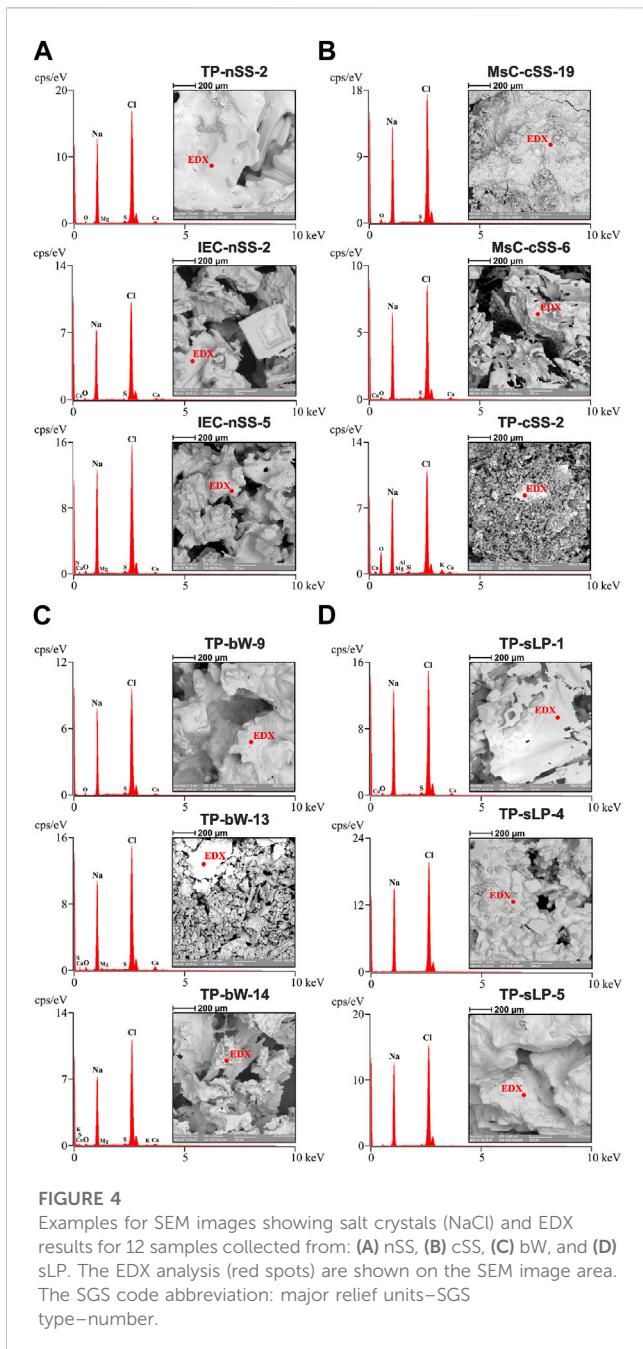 A
B
TP-nSS-2
MsC-cSS-19
cps/eV
200 µm
20
10
0
Na
Cl
O
Mg
S
Ca
EDX
0
5
10 keV
cps/eV
200 µm
18
9
0
Na
Cl
O
S
EDX
0
5
10 keV
IEC-nSS-2
MsC-cSS-6
cps/eV
200 µm
14
7
0
Na
Cl
Ca
O
S
Ca
EDX
0
5
10 keV
cps/eV
200 µm
10
5
0
Na
Cl
Ca
O
S
Ca
EDX
0
5
10 keV
IEC-nSS-5
TP-cSS-2
cps/eV
200 µm
16
8
0
Na
Cl
S
Ca
O
Mg
S
Ca
EDX
0
5
10 keV
cps/eV
200 µm
14
7
0
Na
Cl
Ca
O
Mg
Al
Si
K
Ca
EDX
0
5
10 keV
C
D
TP-bW-9
TP-sLP-1
cps/eV
200 µm
12
6
0
Na
Cl
O
S
Ca
EDX
0
5
10 keV
cps/eV
200 µm
16
8
0
Na
Cl
Ca
O
S
Ca
EDX
0
5
10 keV
TP-bW-13
TP-sLP-4
cps/eV
200 µm
16
8
0
Na
Cl
S
Ca
O
Mg
S
Ca
EDX
0
5
10 keV
cps/eV
200 µm
24
12
0
Na
Cl
EDX
0
5
10 keV
TP-bW-14
TP-sLP-5
cps/eV
200 µm
14
7
0
Na
Cl
K
S
Ca
O
Mg
S
K
Ca
EDX
0
5
10 keV
cps/eV
200 µm
20
10
0
Na
Cl
EDX
0
5
10 keV
FIGURE 4
Examples for SEM images showing salt crystals (NaCl) and EDX
results for 12 samples collected from: (A) nSS, (B) cSS, (C) bW, and (D)
sLP. The EDX analysis (red spots) are shown on the SEM image area.
The SGS code abbreviation: major relief units–SGS
type–number.